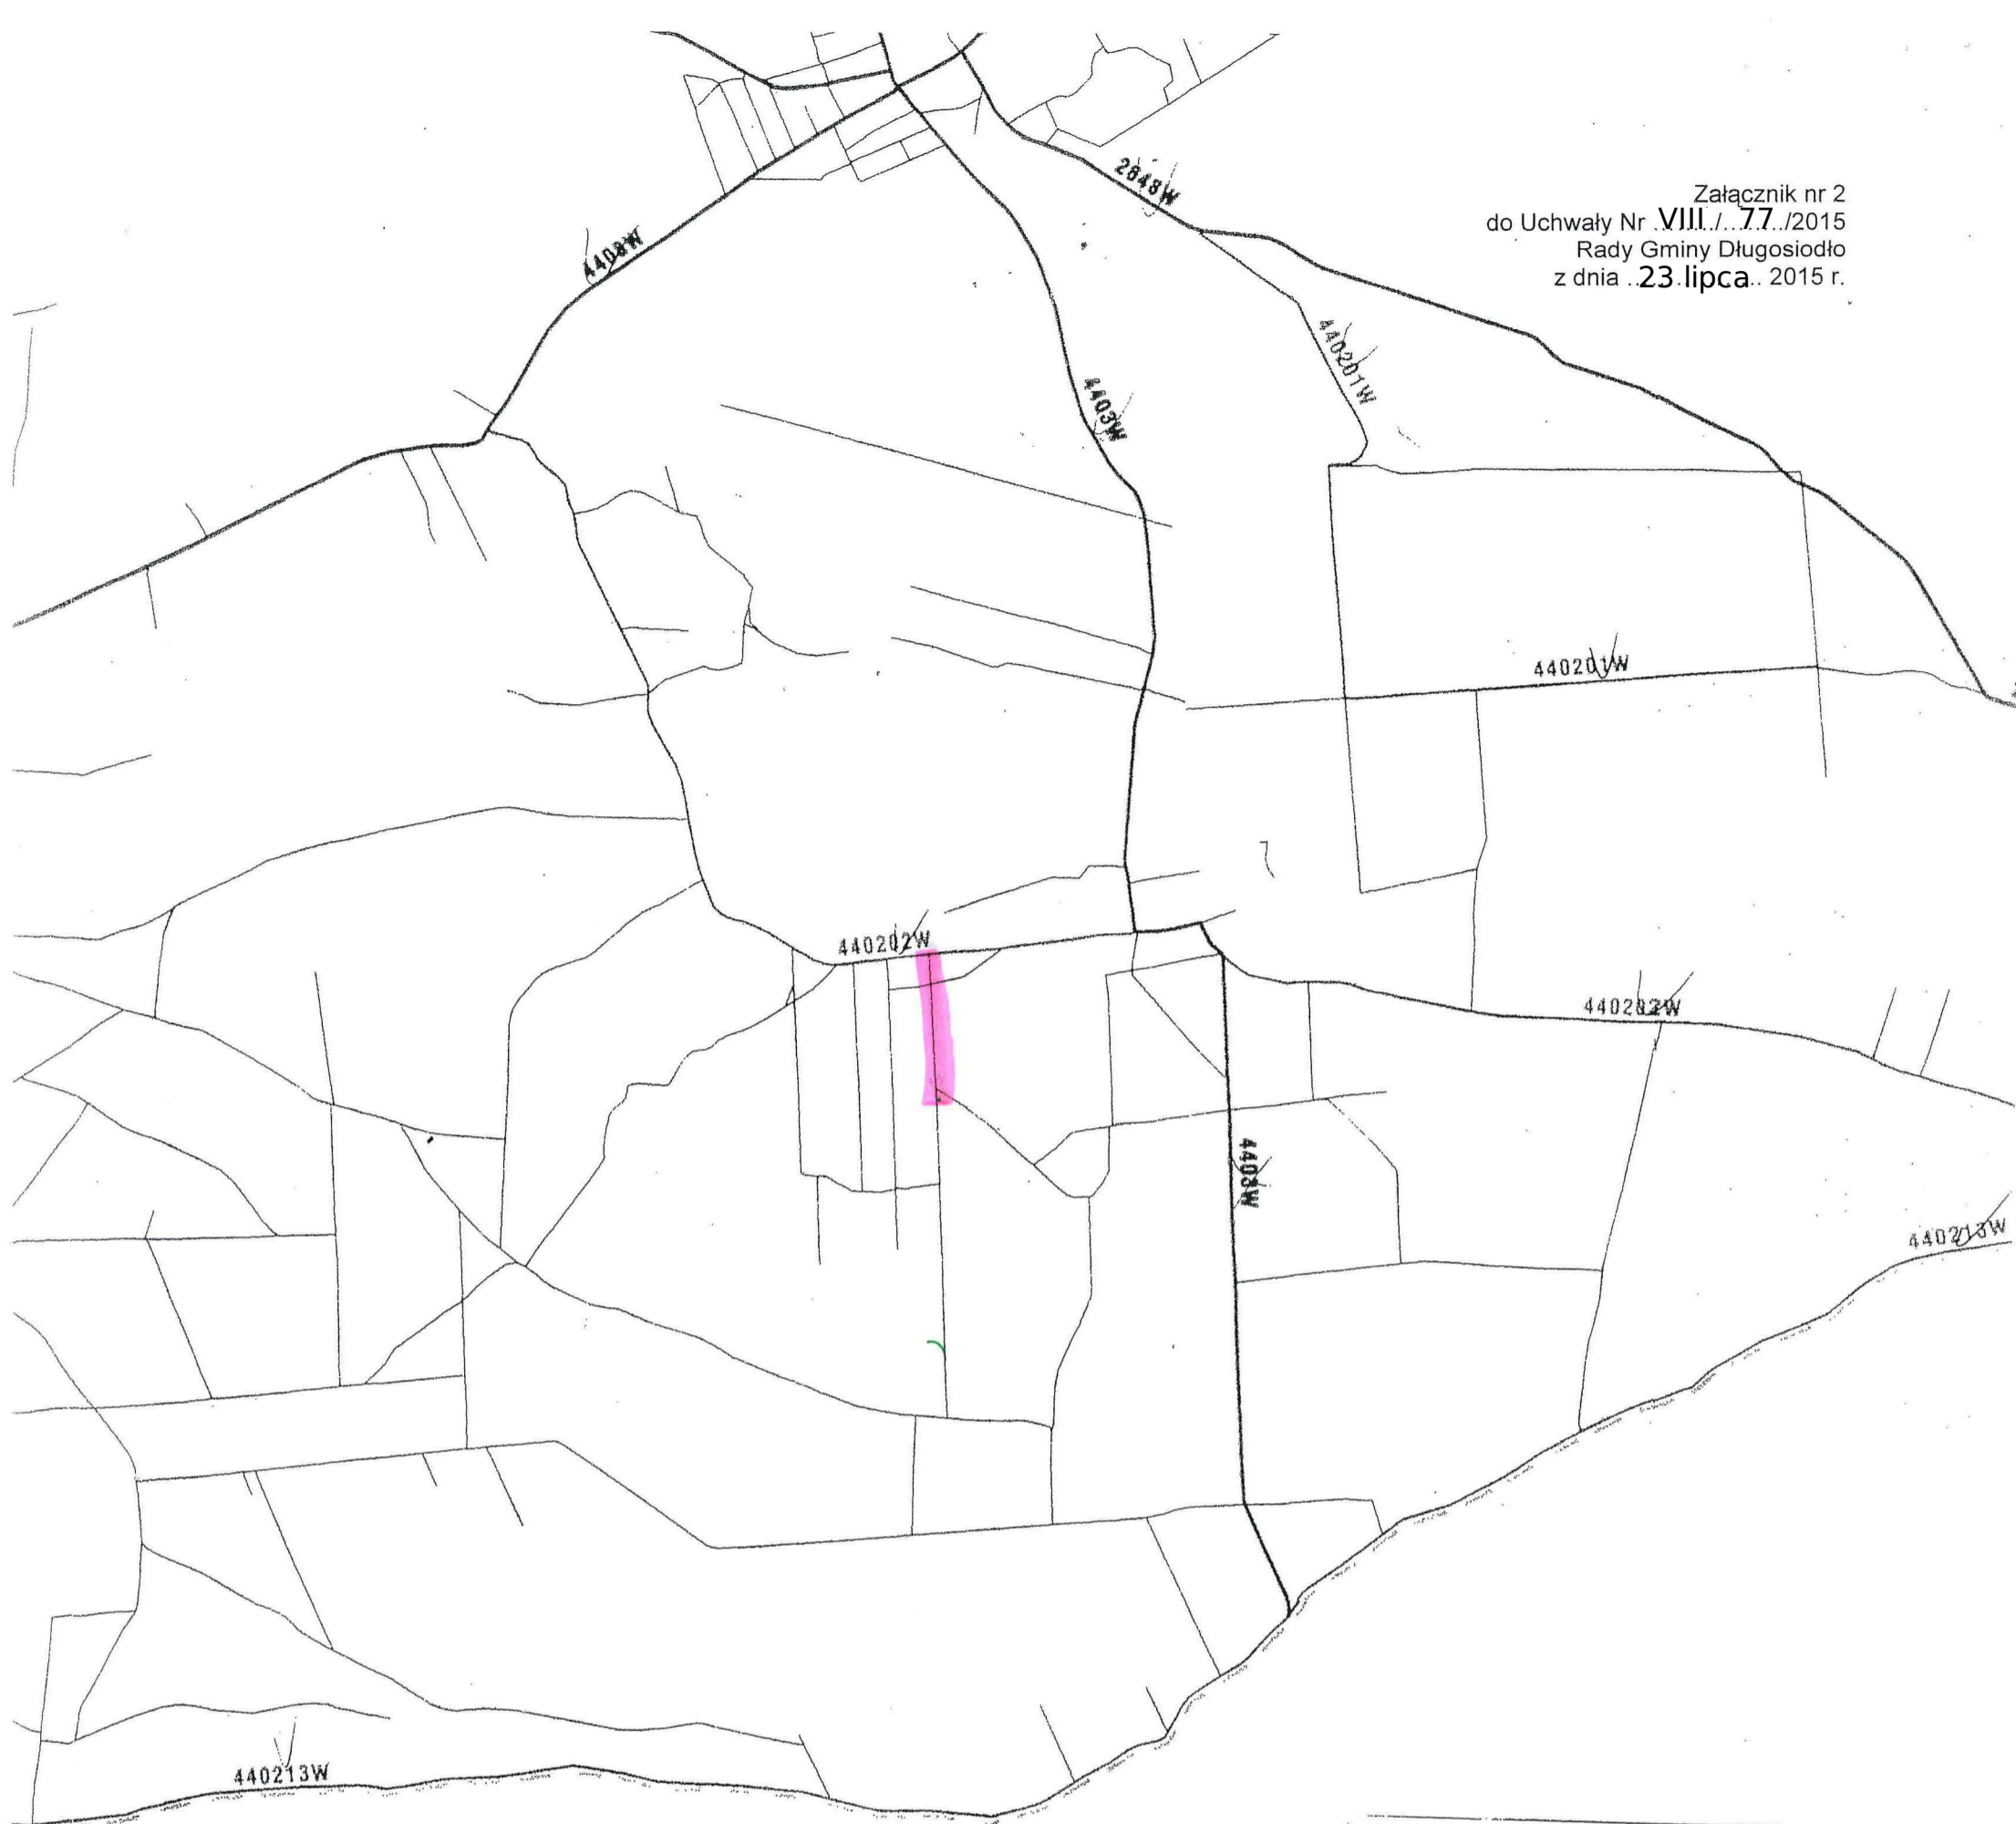 2848W
Załącznik nr 2
do Uchwały Nr ..VIII../...77../2015
Rady Gminy Długosiodło
z dnia ..23.lipca.. 2015 r.
4408W
440201W
4403W
440201W
440202W
440202W
4403W
440213W
440213W